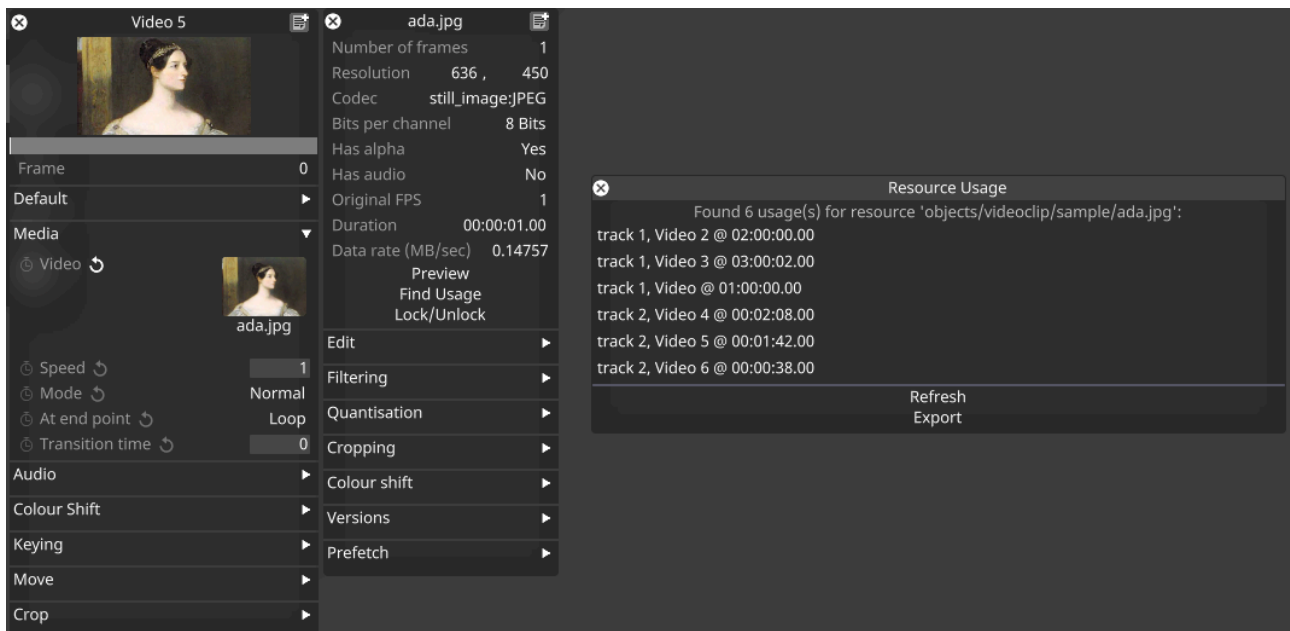 Video 5
Frame 0
Default
Media
Video
ada.jpg
Speed 1
Mode Normal
At end point Loop
Transition time 0
Audio
Colour Shift
Keying
Move
Crop
ada.jpg
Number of frames 1
Resolution 636 , 450
Codec still_image:JPEG
Bits per channel 8 Bits
Has alpha Yes
Has audio No
Original FPS 1
Duration 00:00:01.00
Data rate (MB/sec) 0.14757
Preview
Find Usage
Lock/Unlock
Edit
Filtering
Quantisation
Cropping
Colour shift
Versions
Prefetch
Resource Usage
Found 6 usage(s) for resource 'objects/videoclip/sample/ada.jpg':
track 1, Video 2 @ 02:00:00.00
track 1, Video 3 @ 03:00:02.00
track 1, Video @ 01:00:00.00
track 2, Video 4 @ 00:02:08.00
track 2, Video 5 @ 00:01:42.00
track 2, Video 6 @ 00:00:38.00
Refresh
Export